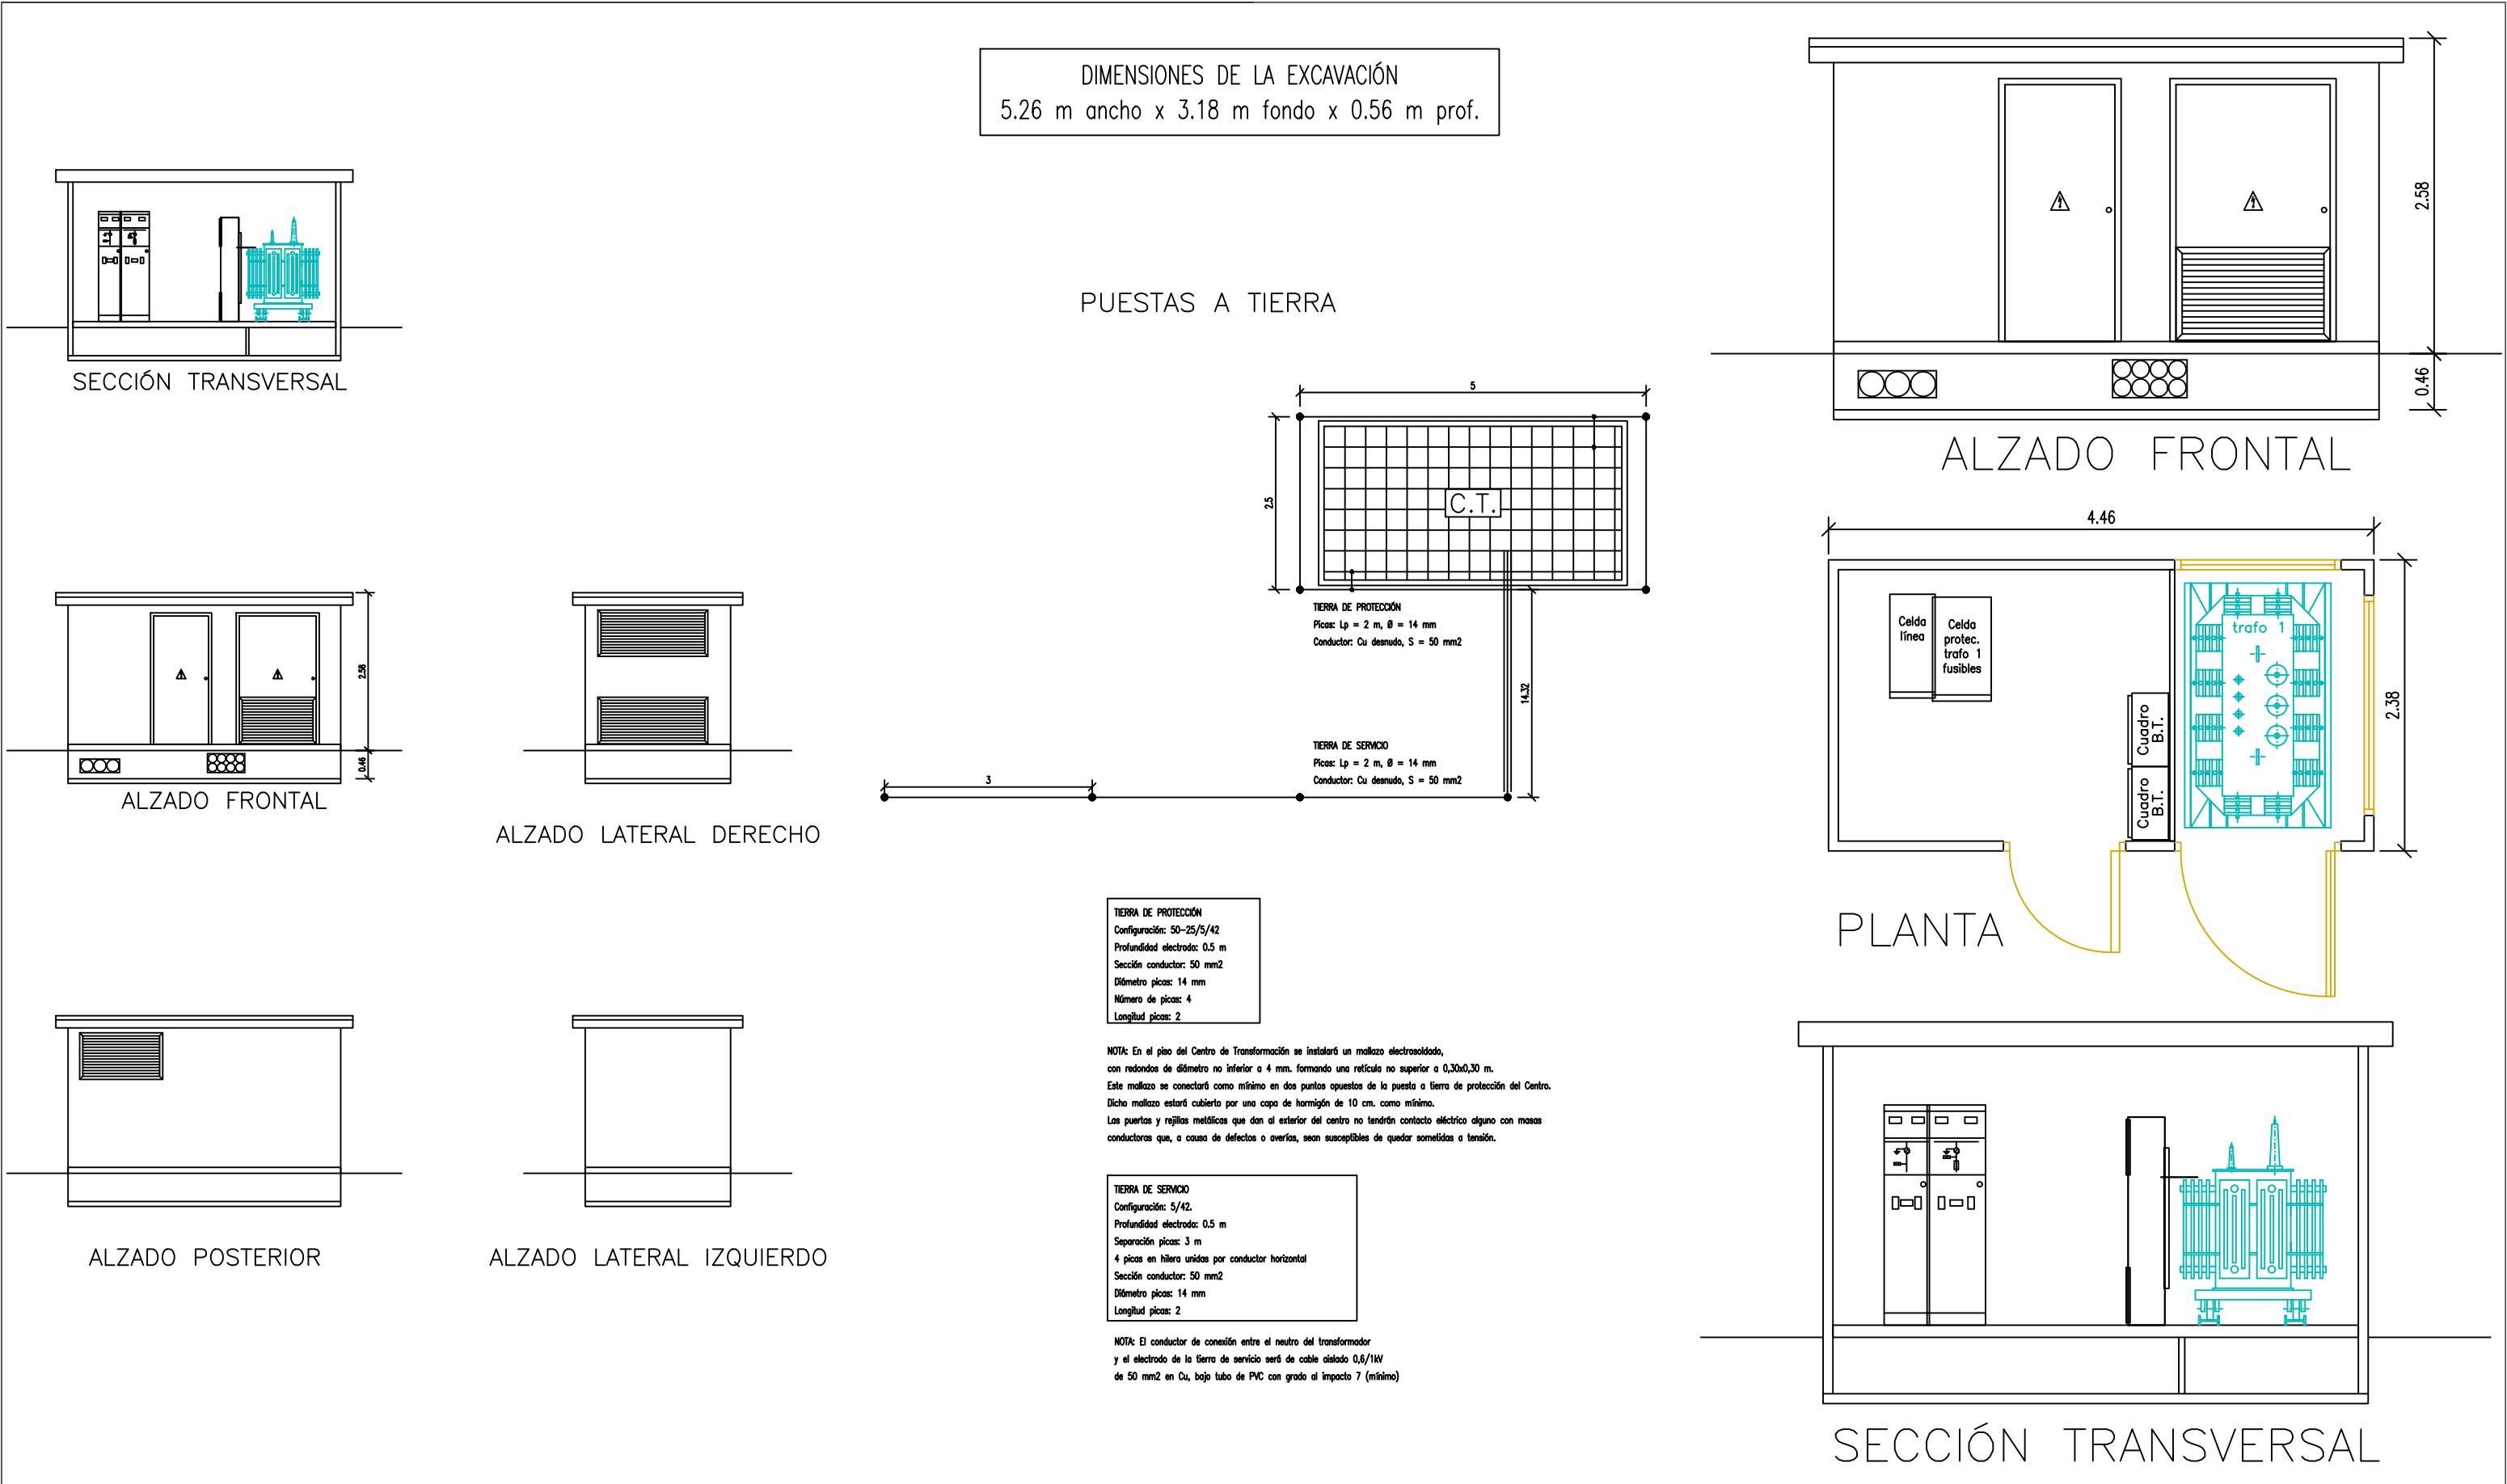 DIMENSIONES DE LA EXCAVACIÓN
5.26 m ancho x 3.18 m fondo x 0.56 m prof.
SECCIÓN TRANSVERSAL
2.58
0.46
ALZADO FRONTAL
ALZADO LATERAL DERECHO
ALZADO POSTERIOR
ALZADO LATERAL IZQUIERDO
PUESTAS A TIERRA
5
2.5
C.T.
TIERRA DE PROTECCIÓN
Picas: Lp = 2 m, Ø = 14 mm
Conductor: Cu desnudo, S = 50 mm2
14.32
TIERRA DE SERVICIO
Picas: Lp = 2 m, Ø = 14 mm
Conductor: Cu desnudo, S = 50 mm2
3
TIERRA DE PROTECCIÓN
Configuración: 50-25/5/42
Profundidad electrodo: 0.5 m
Sección conductor: 50 mm2
Diámetro picas: 14 mm
Número de picas: 4
Longitud picas: 2
NOTA: En el piso del Centro de Transformación se instalará un mallazo electrosoldado,
con redondos de diámetro no inferior a 4 mm. formando una retícula no superior a 0,30x0,30 m.
Este mallazo se conectará como mínimo en dos puntos opuestos de la puesta a tierra de protección del Centro.
Dicho mallazo estará cubierto por una capa de hormigón de 10 cm. como mínimo.
Las puertas y rejillas metálicas que dan al exterior del centro no tendrán contacto eléctrico alguno con masas
conductoras que, a causa de defectos o averías, sean susceptibles de quedar sometidas a tensión.
TIERRA DE SERVICIO
Configuración: 5/42.
Profundidad electrodo: 0.5 m
Separación picas: 3 m
4 picas en hilera unidas por conductor horizontal
Sección conductor: 50 mm2
Diámetro picas: 14 mm
Longitud picas: 2
NOTA: El conductor de conexión entre el neutro del transformador
y el electrodo de la tierra de servicio será de cable aislado 0,6/1kV
de 50 mm2 en Cu, bajo tubo de PVC con grado al impacto 7 (mínimo)
2.58
0.46
ALZADO FRONTAL
4.46
2.38
Celda
línea
Celda
protec.
trafo 1
fusibles
trafo 1
Cuadro
B.T.
Cuadro
B.T.
PLANTA
SECCIÓN TRANSVERSAL